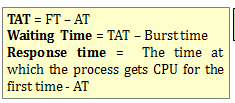 TAT = FT – AT
Waiting Time = TAT – Burst time
Response time = The time at
which the process gets CPU for the
first time - AT